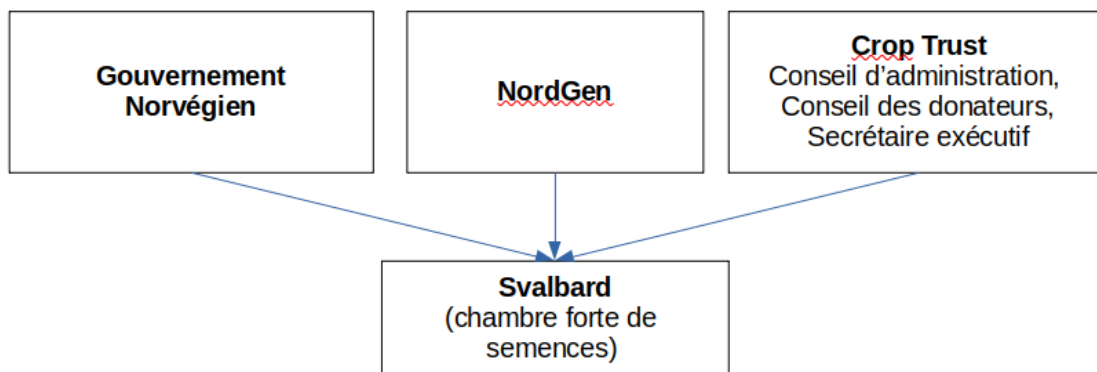 Gouvernement
Norvégien
NordGen
Crop Trust
Conseil d'administration,
Conseil des donateurs,
Secrétaire exécutif
Svalbard
(chambre forte de
semences)